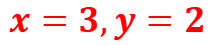 x = 3, y = 2